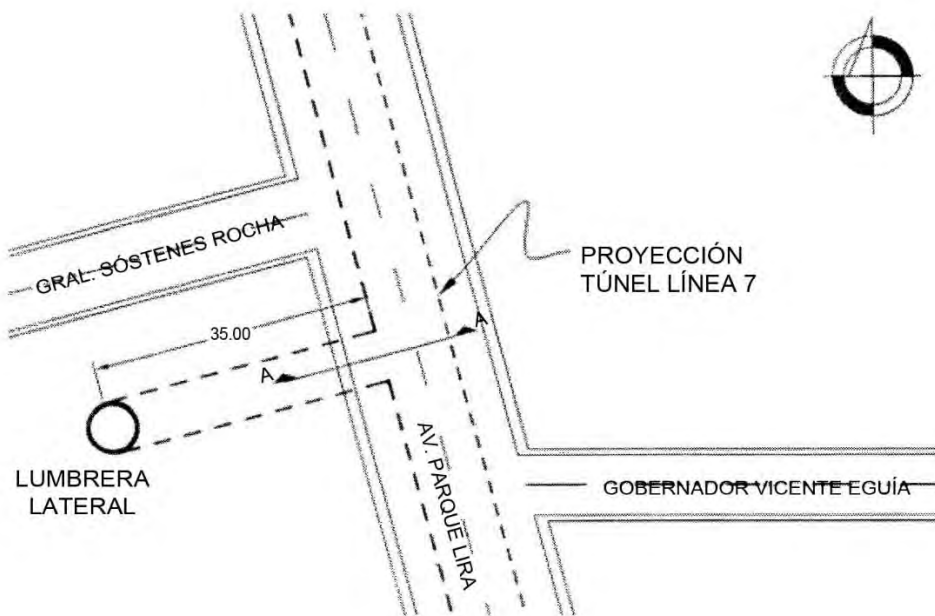 GRAL. SÓSTENES ROCHA
35.00
A
A
PROYECCIÓN
TÚNEL LÍNEA 7
LUMBRERA
LATERAL
AV. PARQUE LIRA
GOBERNADOR VICENTE EGUÍA